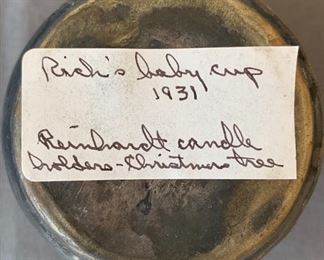 Rich's baby cup
1931
Reinhardt candle
holders - Christmas tree